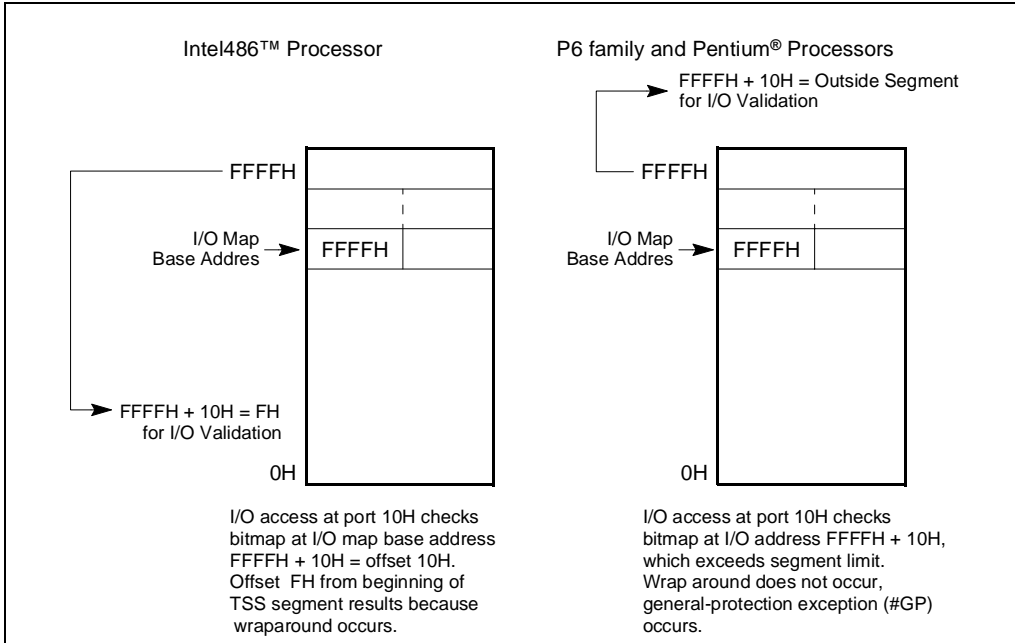 Intel486™ Processor
P6 family and Pentium® Processors
FFFFH + 10H = Outside Segment
for I/O Validation
FFFFH
FFFFH
I/O Map
Base Addres
FFFFH
I/O Map
Base Addres
FFFFH
FFFFH + 10H = FH
for I/O Validation
0H
0H
I/O access at port 10H checks
bitmap at I/O map base address
FFFFH + 10H = offset 10H.
Offset FH from beginning of
TSS segment results because
wraparound occurs.
I/O access at port 10H checks
bitmap at I/O address FFFFH + 10H,
which exceeds segment limit.
Wrap around does not occur,
general-protection exception (#GP)
occurs.